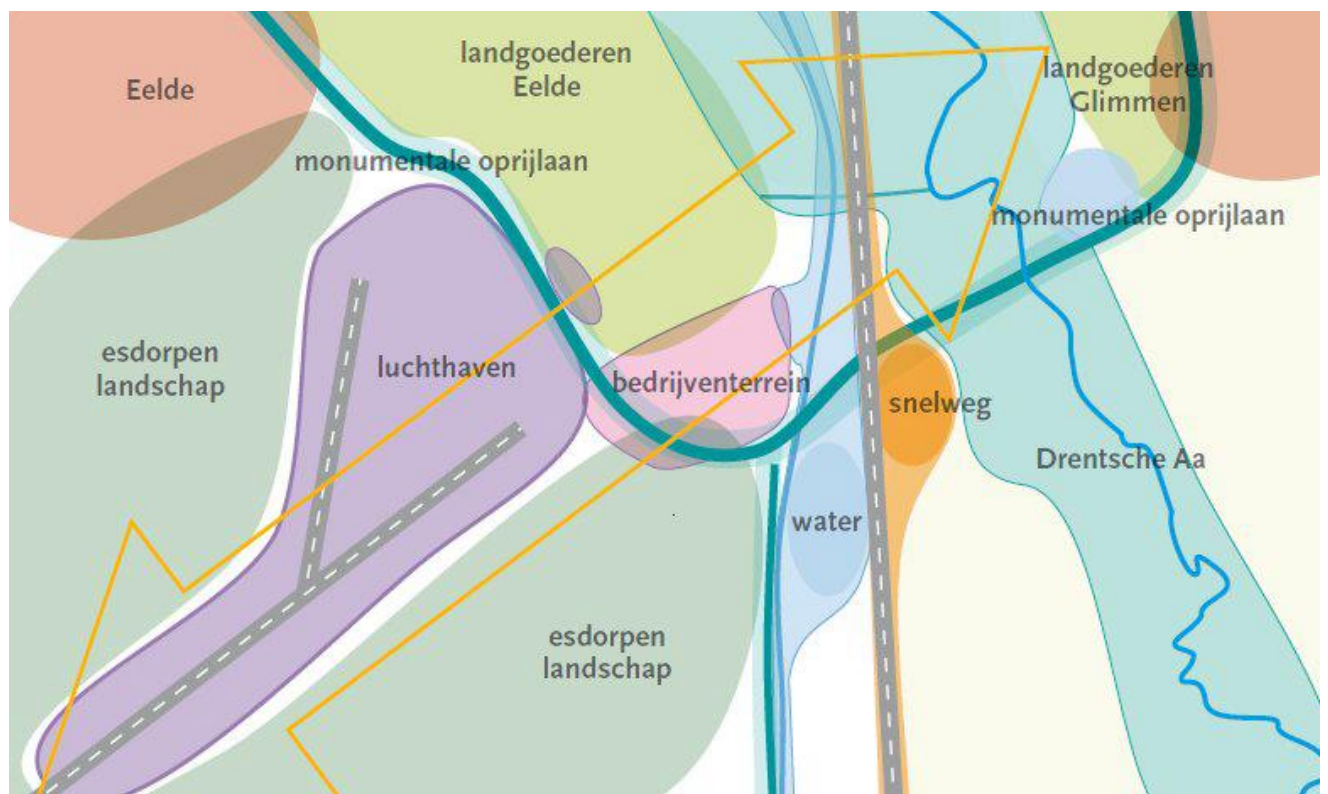 landgoederen
Eelde
Eelde
landgoederen
Glimmen
monumentale oprijlaan
monumentale oprijlaan
esdorpen
landschap
luchthaven
bedrijventerrein
snelweg
Drentsche Aa
water
esdorpen
landschap